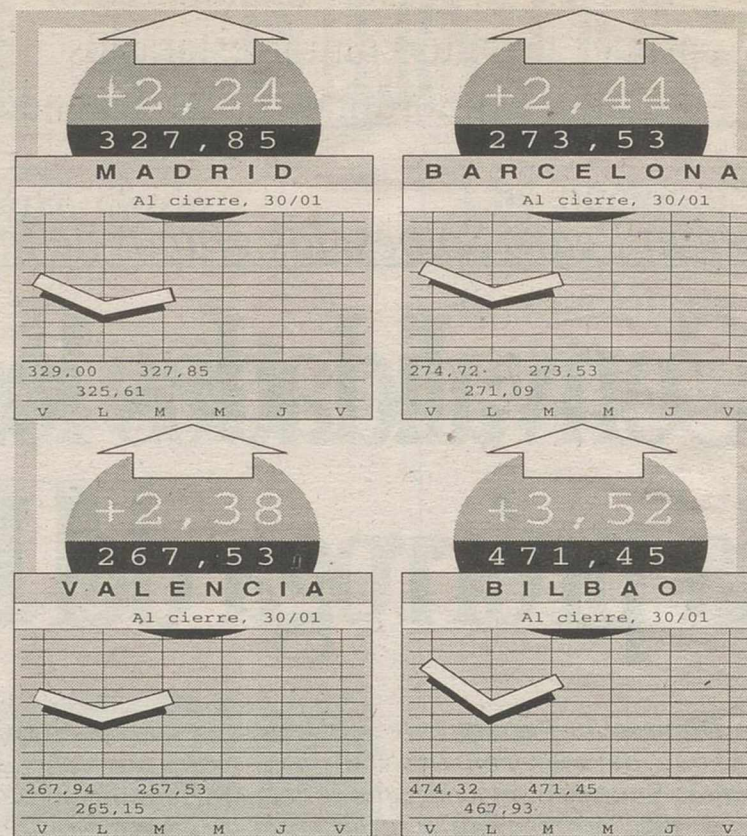 +2,24
327,85
MADRID
Al cierre, 30/01
329,00 327,85
325,61
V L M M J V
+2,44
273,53
BARCELONA
Al cierre, 30/01
274,72 273,53
271,09
V L M M J V
+2,38
267,53
VALENCIA
Al cierre, 30/01
267,94 267,53
265,15
V L M M J V
+3,52
471,45
BILBAO
Al cierre, 30/01
474,32 471,45
467,93
V L M M J V